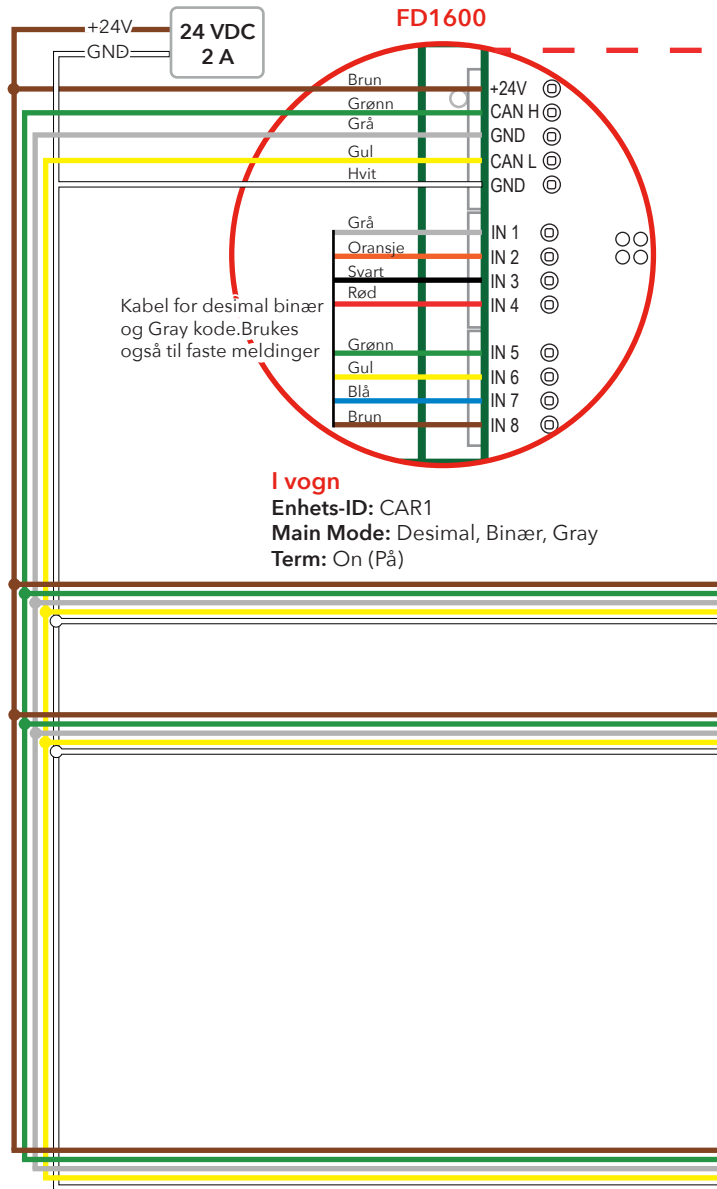 FD1600
+24V
GND
24 VDC
2 A
Brun
Grønn
Grå
Gul
Hvit
+24V
CAN H
GND
CAN L
GND
Grå
Oransje
Svart
Rød
IN 1
IN 2
IN 3
IN 4
Kabel for desimal binær
og Gray kode.Brukes
også til faste meldinger
Grønn
Gul
Blå
Brun
IN 5
IN 6
IN 7
IN 8
I vogn
Enhets-ID: CAR1
Main Mode: Desimal, Binær, Gray
Term: On (På)